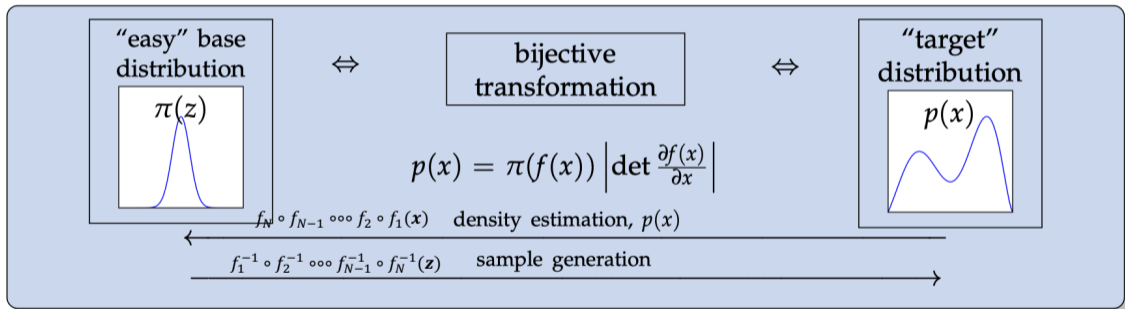 “easy” base
distribution
π(z)
⇔
bijective
transformation
⇔
“target”
distribution
p(x)
p(x) = π(f(x)) |det ∂f(x)/∂x|
f_N ∘ f_{N−1} ∘∘∘ f_2 ∘ f_1(x) density estimation, p(x)
f_1^{−1} ∘ f_2^{−1} ∘∘∘ f_{N−1}^{−1} ∘ f_N^{−1}(z) sample generation